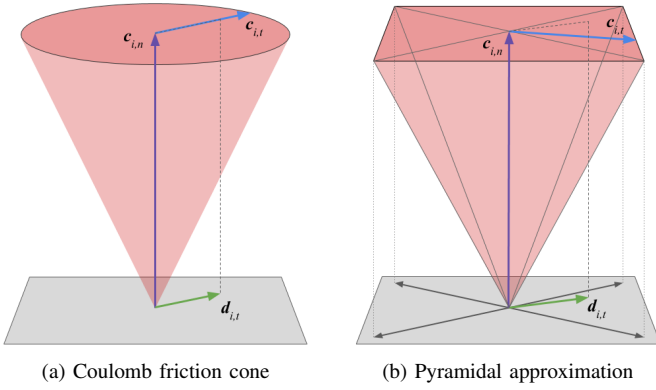 c_{i,t}
c_{i,n}
d_{i,t}
(a) Coulomb friction cone
c_{i,t}
c_{i,n}
d_{i,t}
(b) Pyramidal approximation